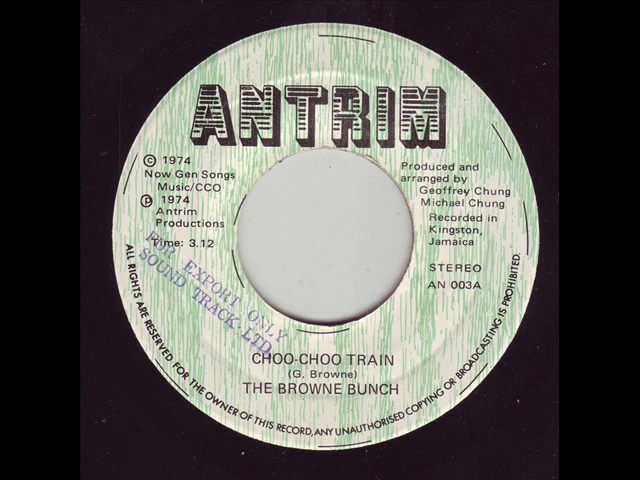 ANTRIM
© 1974
Now Gen Songs
Music/CCO
℗ 1974
Antrim
Productions
Time: 3.12
Produced and
arranged by
Geoffrey Chung
Michael Chung
Recorded in
Kingston,
Jamaica
STEREO
AN 003A
FOR EXPORT ONLY
SOUND TRACK LTD.
CHOO-CHOO TRAIN
(G. Browne)
THE BROWNE BUNCH
ALL RIGHTS ARE RESERVED FOR THE OWNER OF THIS RECORD, ANY UNAUTHORISED COPYING OR BROADCASTING IS PROHIBITED.